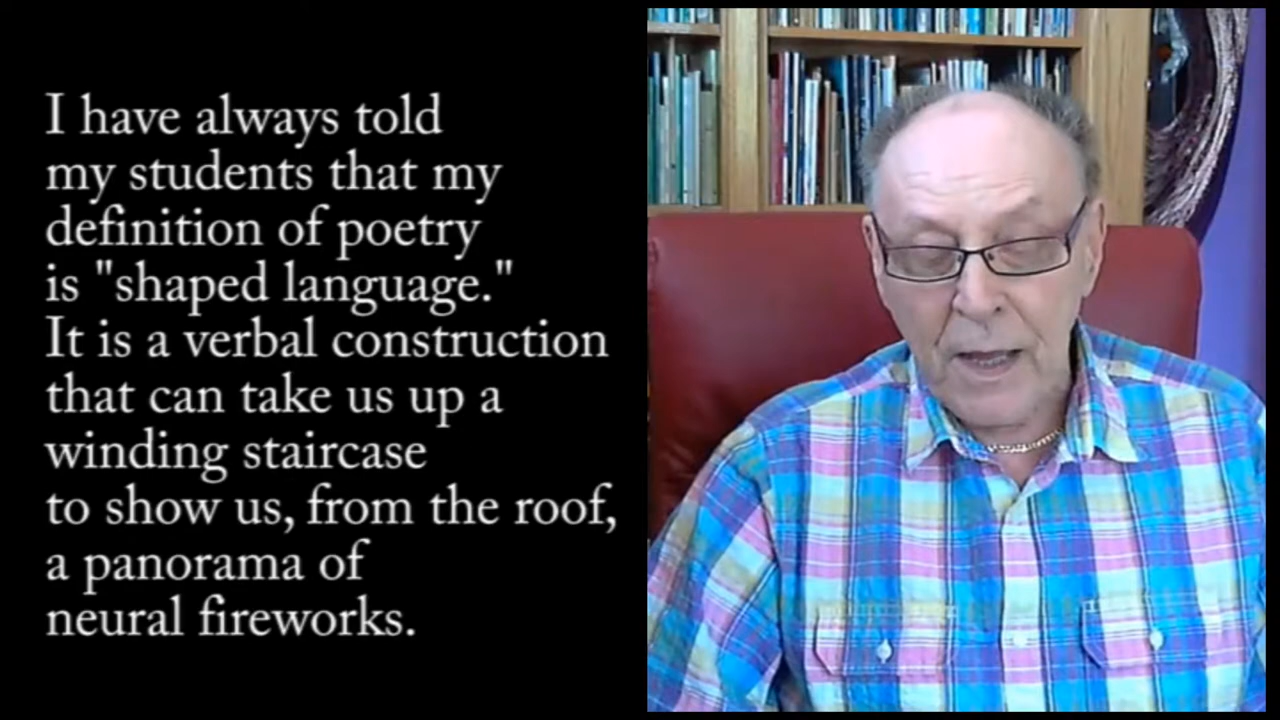 I have always told
my students that my
definition of poetry
is "shaped language."
It is a verbal construction
that can take us up a
winding staircase
to show us, from the roof,
a panorama of
neural fireworks.